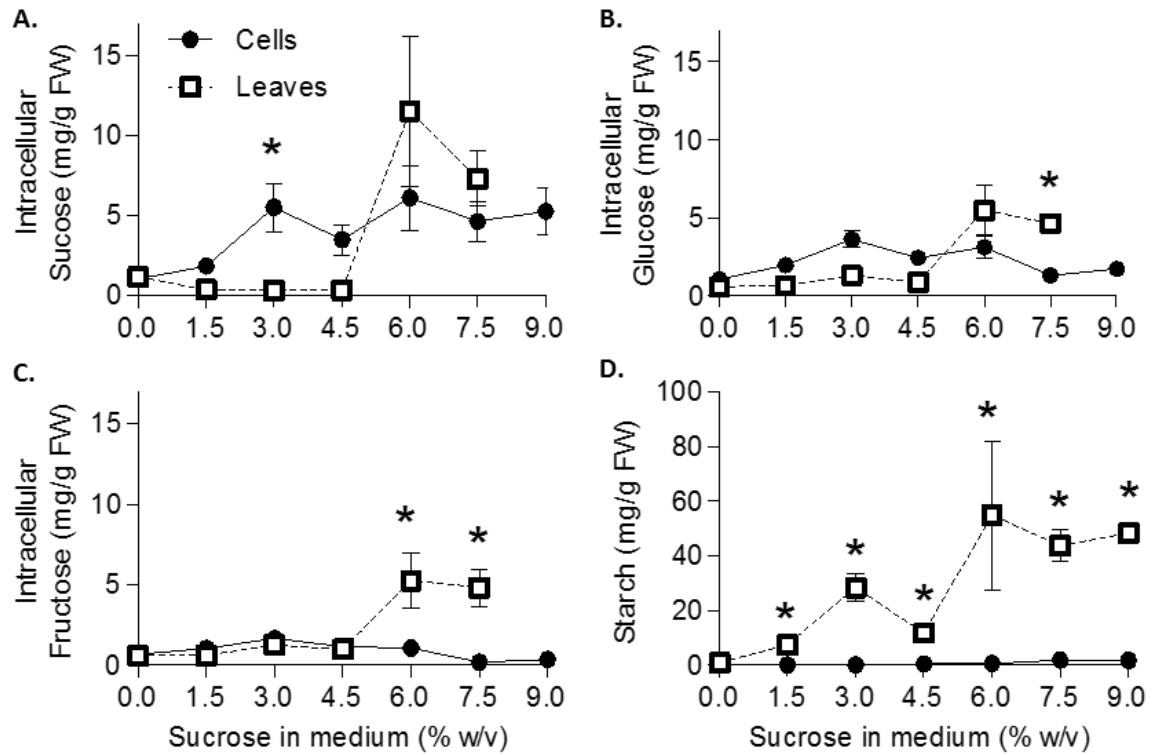 A.
Cells
Leaves
*
Intracellular
Sucose (mg/g FW)
15
10
5
0
0.0 1.5 3.0 4.5 6.0 7.5 9.0
B.
*
Intracellular
Glucose (mg/g FW)
15
10
5
0
0.0 1.5 3.0 4.5 6.0 7.5 9.0
C.
* *
Intracellular
Fructose (mg/g FW)
15
10
5
0
0.0 1.5 3.0 4.5 6.0 7.5 9.0
Sucrose in medium (% w/v)
D.
* * * * * *
Starch (mg/g FW)
100
80
60
40
20
0
0.0 1.5 3.0 4.5 6.0 7.5 9.0
Sucrose in medium (% w/v)